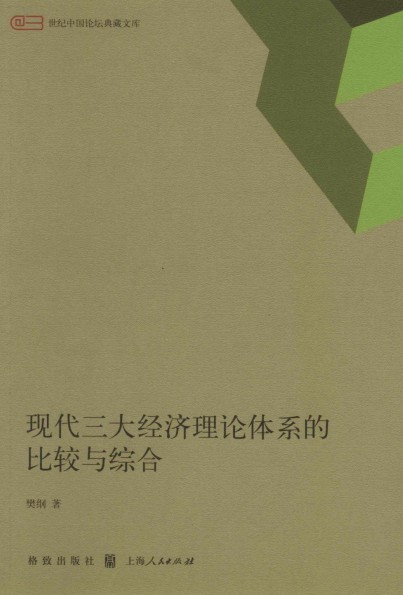 世纪中国论坛典藏文库
现代三大经济理论体系的
比较与综合
樊纲 著
格致出版社 上海人民出版社